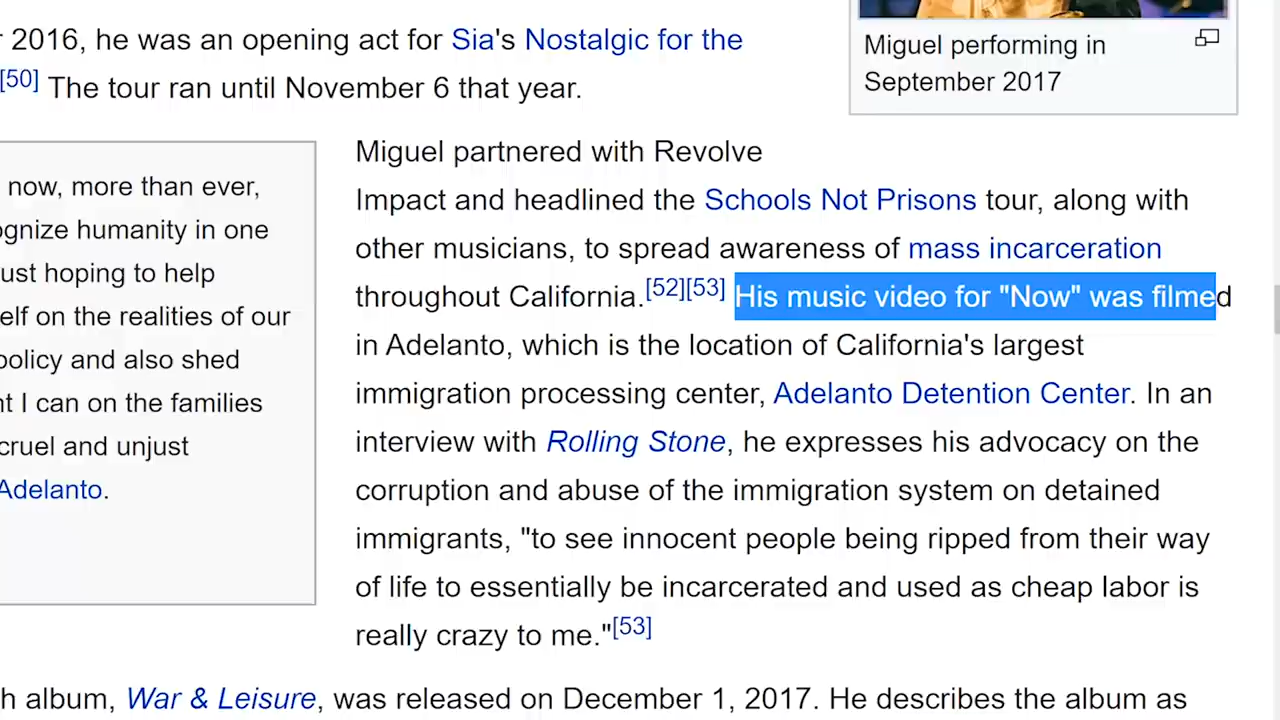 r 2016, he was an opening act for Sia's Nostalgic for the
[50] The tour ran until November 6 that year.
Miguel performing in
September 2017
now, more than ever,
ognize humanity in one
ust hoping to help
elf on the realities of our
policy and also shed
nt I can on the families
cruel and unjust
Adelanto.
Miguel partnered with Revolve
Impact and headlined the Schools Not Prisons tour, along with
other musicians, to spread awareness of mass incarceration
throughout California.[52][53] His music video for "Now" was filmed
in Adelanto, which is the location of California's largest
immigration processing center, Adelanto Detention Center. In an
interview with Rolling Stone, he expresses his advocacy on the
corruption and abuse of the immigration system on detained
immigrants, "to see innocent people being ripped from their way
of life to essentially be incarcerated and used as cheap labor is
really crazy to me."[53]
h album, War & Leisure, was released on December 1, 2017. He describes the album as